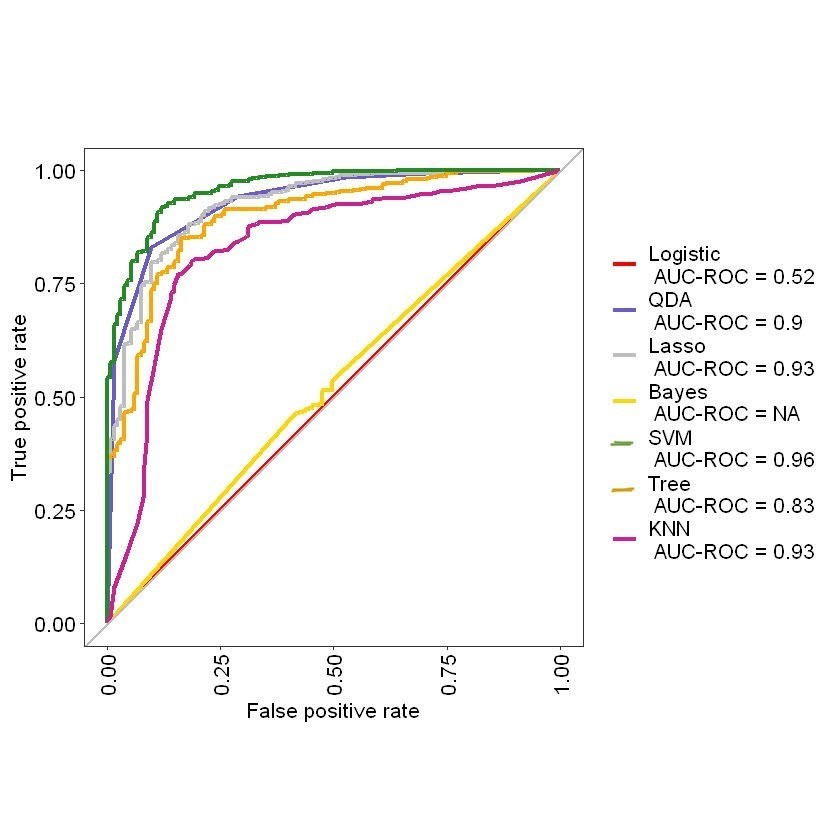 1.00
0.75
0.50
0.25
0.00
True positive rate
0.00
0.25
0.50
0.75
1.00
False positive rate
Logistic
AUC-ROC = 0.52
QDA
AUC-ROC = 0.9
Lasso
AUC-ROC = 0.93
Bayes
AUC-ROC = NA
SVM
AUC-ROC = 0.96
Tree
AUC-ROC = 0.83
KNN
AUC-ROC = 0.93